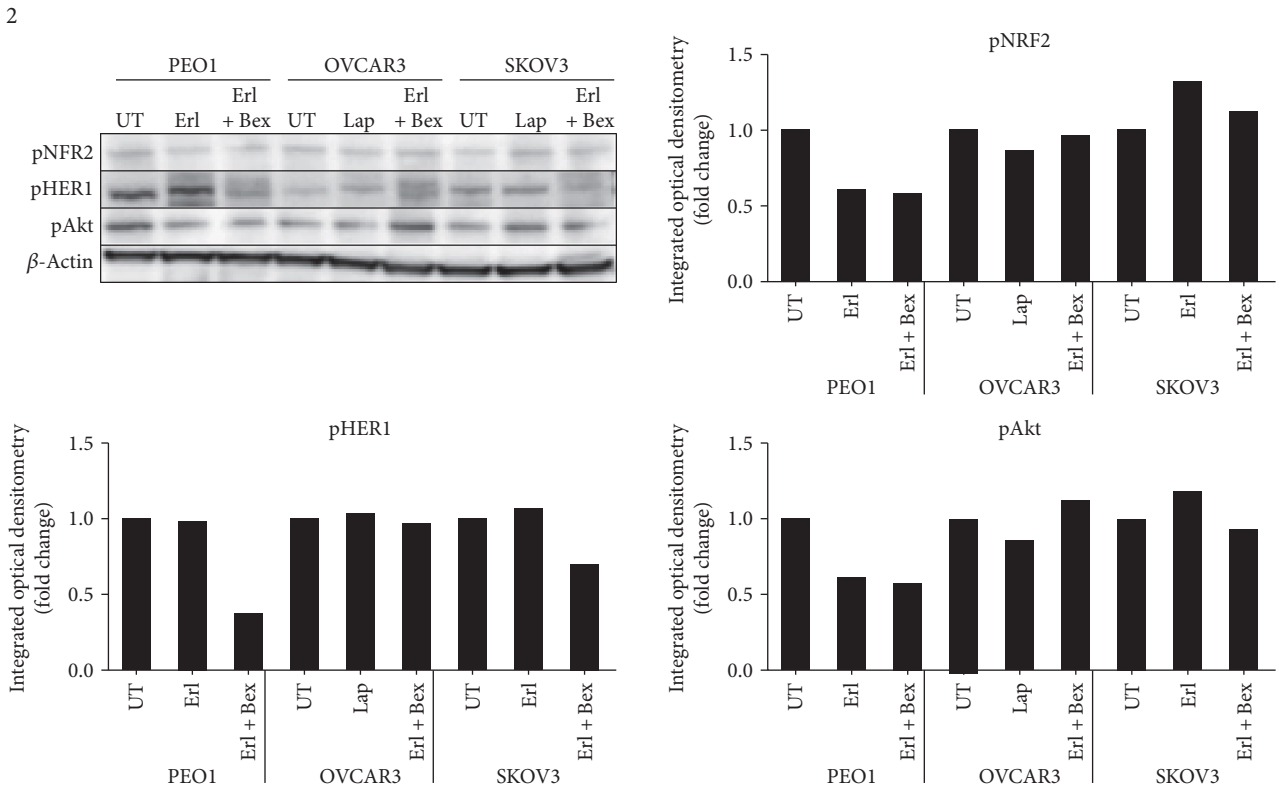 2
PEO1 OVCAR3 SKOV3
UT Erl Erl + Bex UT Lap Erl + Bex UT Lap Erl + Bex
pNFR2
pHER1
pAkt
β-Actin
pNRF2
Integrated optical densitometry
(fold change)
1.5
1.0
0.5
0.0
UT Erl Erl + Bex UT Lap Erl + Bex UT Erl Erl + Bex
PEO1 OVCAR3 SKOV3
pHER1
Integrated optical densitometry
(fold change)
1.5
1.0
0.5
0.0
UT Erl Erl + Bex UT Lap Erl + Bex UT Erl Erl + Bex
PEO1 OVCAR3 SKOV3
pAkt
Integrated optical densitometry
(fold change)
1.5
1.0
0.5
0.0
UT Erl Erl + Bex UT Lap Erl + Bex UT Erl Erl + Bex
PEO1 OVCAR3 SKOV3